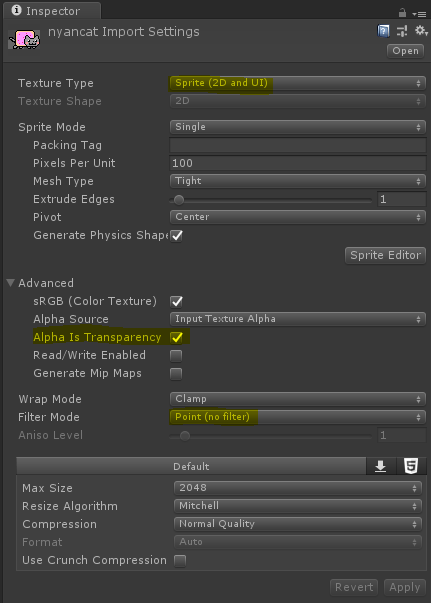 Inspector
nyancat Import Settings
Open
Texture Type Sprite (2D and UI)
Texture Shape 2D
Sprite Mode Single
Packing Tag
Pixels Per Unit 100
Mesh Type Tight
Extrude Edges 1
Pivot Center
Generate Physics Shape
Sprite Editor
Advanced
sRGB (Color Texture)
Alpha Source Input Texture Alpha
Alpha Is Transparency
Read/Write Enabled
Generate Mip Maps
Wrap Mode Clamp
Filter Mode Point (no filter)
Aniso Level 1
Default
Max Size 2048
Resize Algorithm Mitchell
Compression Normal Quality
Format Auto
Use Crunch Compression
Revert Apply